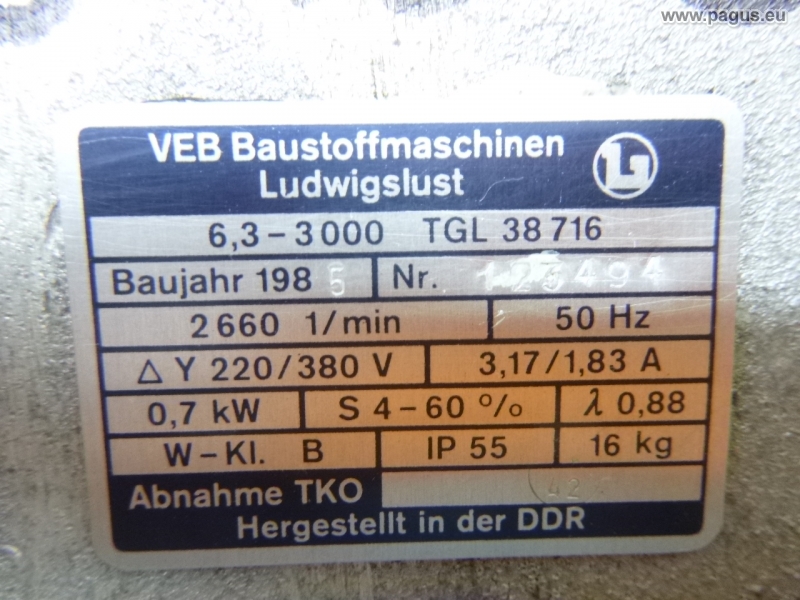 www.pagus.eu
VEB Baustoffmaschinen
Ludwigslust
6,3-3000 TGL 38716
Baujahr 1985 Nr. 125494
2660 1/min 50 Hz
Δ Y 220/380 V 3,17/1,83 A
0,7 kW S 4-60 % λ 0,88
W-Kl. B IP 55 16 kg
Abnahme TKO
Hergestellt in der DDR